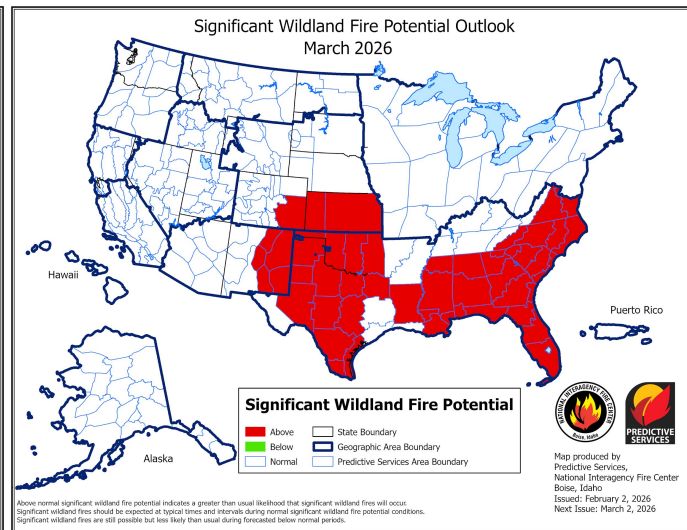 Significant Wildland Fire Potential Outlook
March 2026
Hawaii
Puerto Rico
Alaska
Significant Wildland Fire Potential
Above
Below
Normal
State Boundary
Geographic Area Boundary
Predictive Services Area Boundary
NATIONAL INTERAGENCY FIRE CENTER
Boise, Idaho
PREDICTIVE
SERVICES
Map produced by
Predictive Services,
National Interagency Fire Center
Boise, Idaho
Issued: February 2, 2026
Next Issue: March 2, 2026
Above normal significant wildland fire potential indicates a greater than usual likelihood that significant wildland fires will occur.
Significant wildland fires should be expected at typical times and intervals during normal significant wildland fire potential conditions.
Significant wildland fires are still possible but less likely than usual during forecasted below normal periods.